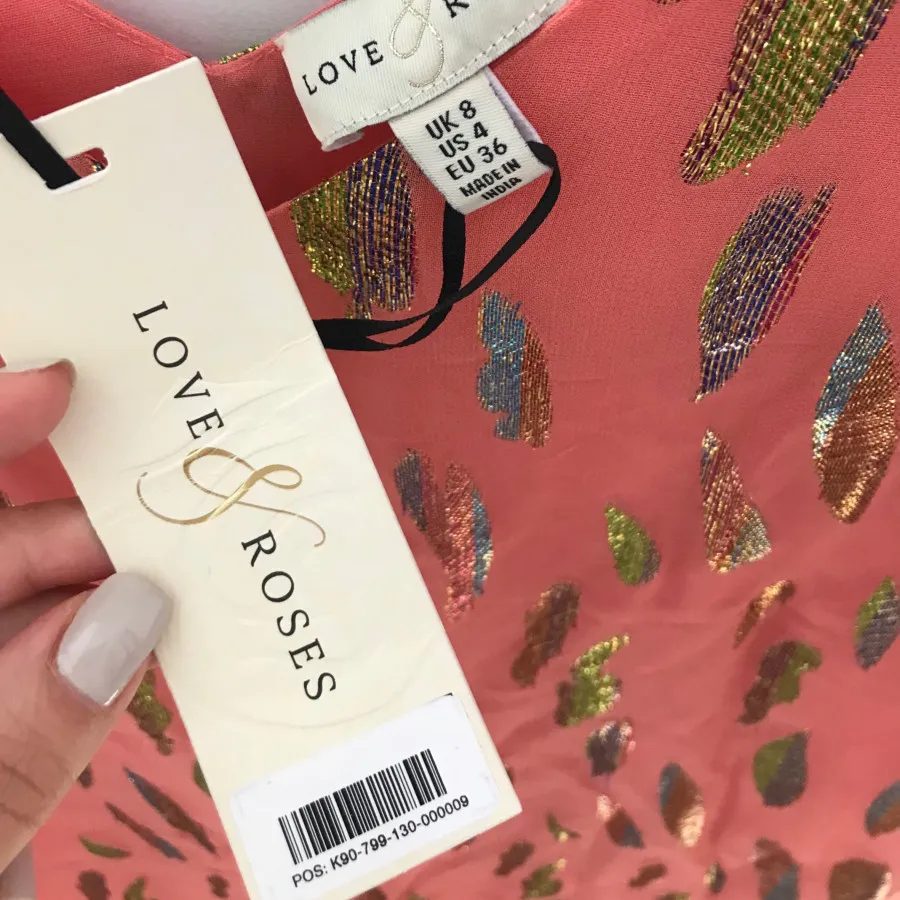 LOVE & R
UK 8
US 4
EU 36
MADE IN
INDIA
LOVE & ROSES
POS: K90-799-130-000009